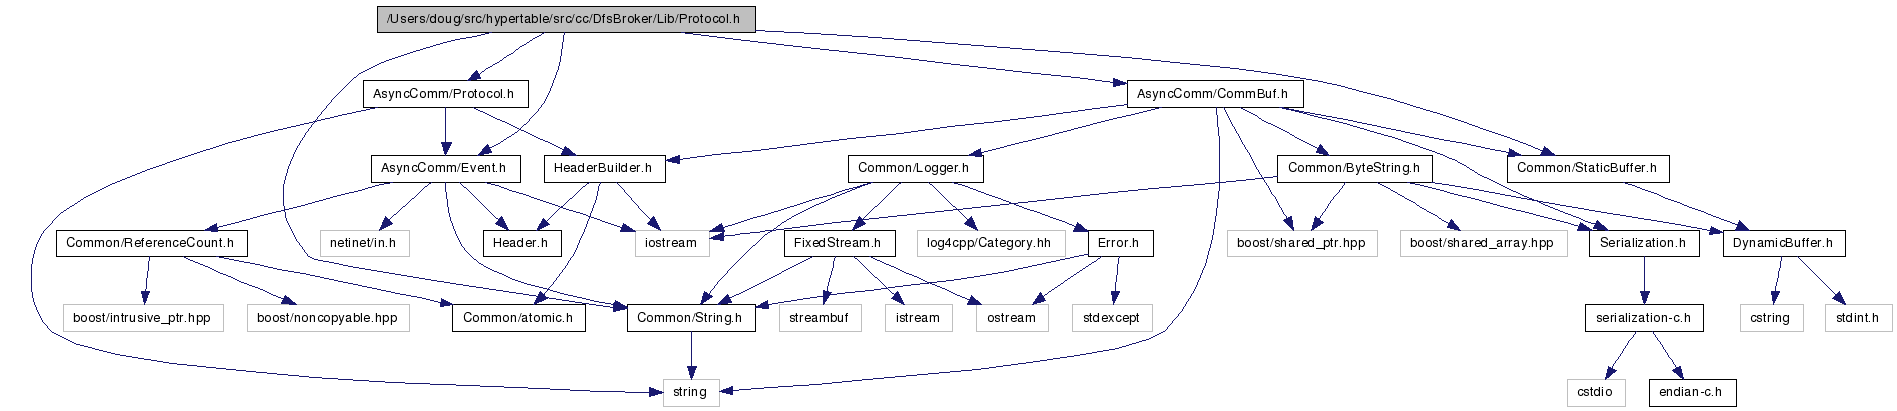 /Users/doug/src/hypertable/src/cc/DfsBroker/Lib/Protocol.h
AsyncComm/Protocol.h
AsyncComm/CommBuf.h
AsyncComm/Event.h
HeaderBuilder.h
Common/Logger.h
Common/ByteString.h
Common/StaticBuffer.h
Common/ReferenceCount.h
netinet/in.h
Header.h
iostream
FixedStream.h
log4cpp/Category.hh
Error.h
boost/shared_ptr.hpp
boost/shared_array.hpp
Serialization.h
DynamicBuffer.h
boost/intrusive_ptr.hpp
boost/noncopyable.hpp
Common/atomic.h
Common/String.h
streambuf
istream
ostream
stdexcept
serialization-c.h
cstring
stdint.h
string
cstdio
endian-c.h